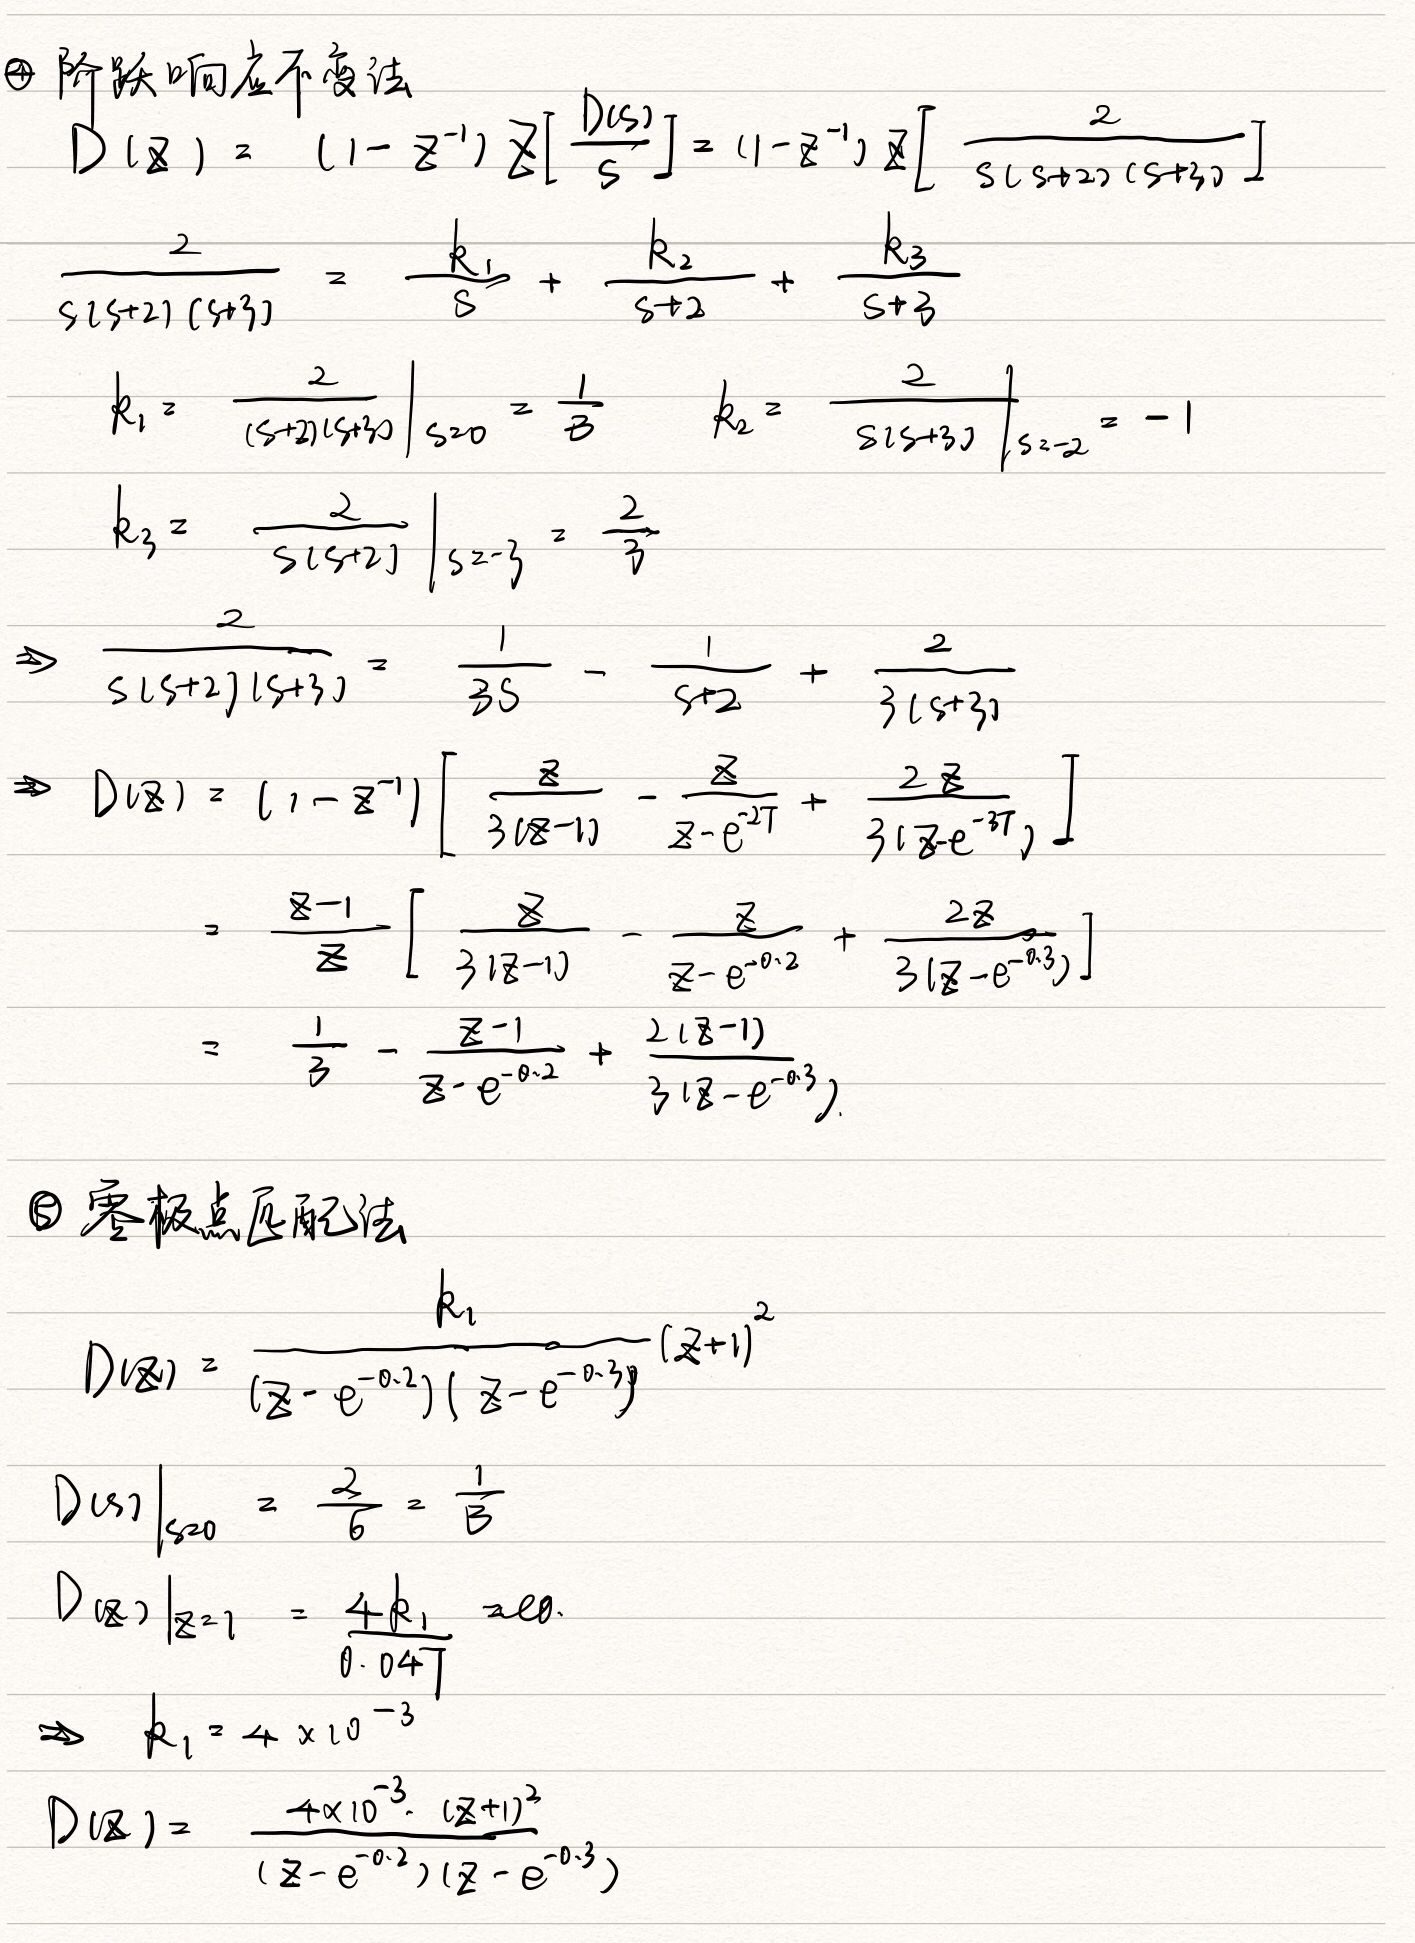 ④ 阶跃响应不变法
D(z) = (1-z⁻¹) Z[D(s)/s] = (1-z⁻¹) Z[2/(s(s+2)(s+3))]
2/(s(s+2)(s+3)) = k₁/s + k₂/(s+2) + k₃/(s+3)
k₁ = 2/((s+2)(s+3)) |s=0 = 1/3   k₂ = 2/(s(s+3)) |s=-2 = -1
k₃ = 2/(s(s+2)) |s=-3 = 2/3
⇒ 2/(s(s+2)(s+3)) = 1/(3s) - 1/(s+2) + 2/(3(s+3))
⇒ D(z) = (1-z⁻¹) [z/(3(z-1)) - z/(z-e^{-2T}) + 2z/(3(z-e^{-3T}))]
= (z-1)/z [z/(3(z-1)) - z/(z-e^{-0.2}) + 2z/(3(z-e^{-0.3}))]
= 1/3 - (z-1)/(z-e^{-0.2}) + 2(z-1)/(3(z-e^{-0.3})).
⑤ 零极点匹配法
D(z) = k₁/((z-e^{-0.2})(z-e^{-0.3})) (z+1)²
D(s)|s=0 = 2/6 = 1/3
D(z)|z=1 = 4k₁/0.047
⇒ k₁ = 4×10⁻³
D(z) = 4×10⁻³·(z+1)²/((z-e^{-0.2})(z-e^{-0.3}))